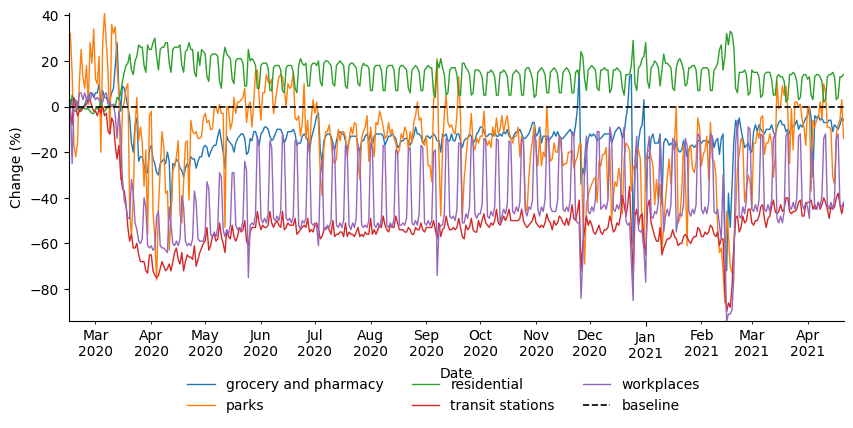 40
20
0
−20
−40
−60
−80
Change (%)
Mar Apr May Jun Jul Aug Sep Oct Nov Dec Jan Feb Mar Apr
2020 2020 2020 2020 2020 2020 2020 2020 2020 2020 2021 2021 2021 2021
Date
grocery and pharmacy residential workplaces
parks transit stations baseline